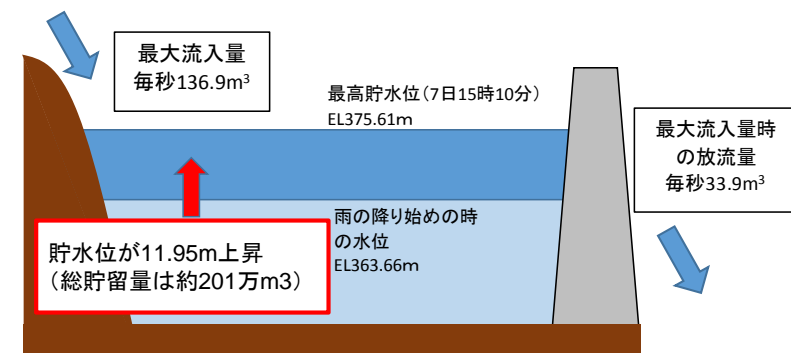 最大流入量
毎秒136.9m³
最高貯水位(7日15時10分)
EL375.61m
最大流入量時
の放流量
毎秒33.9m³
雨の降り始めの時
の水位
EL363.66m
貯水位が11.95m上昇
(総貯留量は約201万m3)